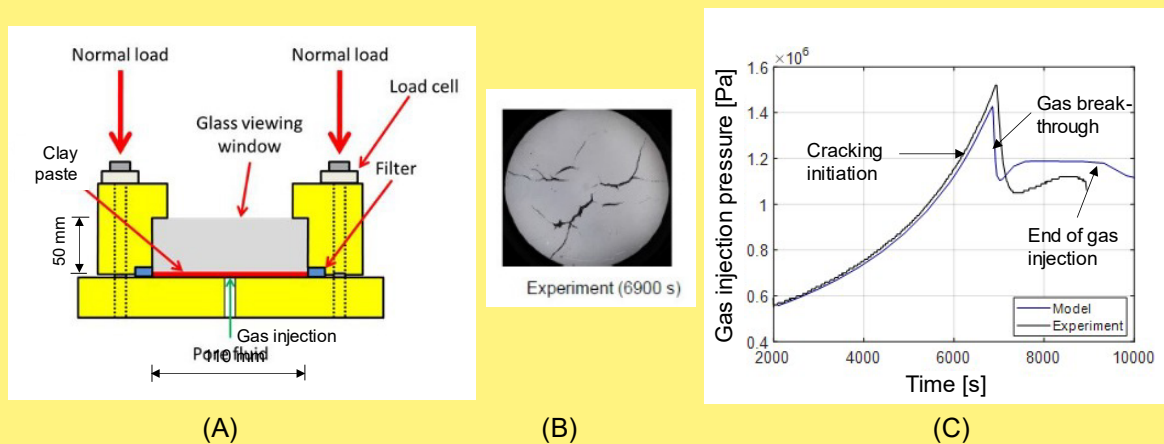 Normal load
Normal load
Load cell
Glass viewing
window
Clay
paste
Filter
50 mm
Gas injection
Pore fluid
110 mm
(A)
Experiment (6900 s)
(B)
×10⁶
Gas injection pressure [Pa]
1.6
1.4
1.2
1
0.8
0.6
0.4
Cracking
initiation
Gas break-
through
End of gas
injection
Model
Experiment
2000
4000
6000
8000
10000
Time [s]
(C)